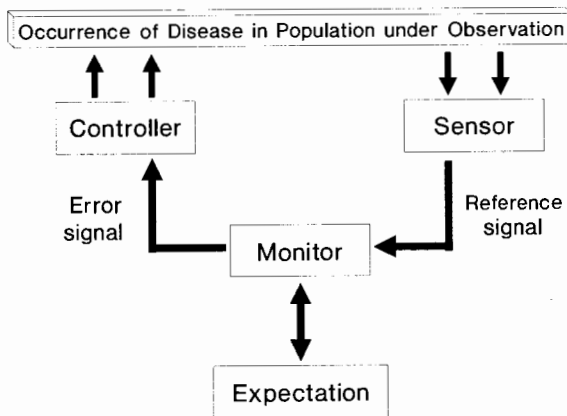 Occurrence of Disease in Population under Observation
Controller
Sensor
Error
signal
Reference
signal
Monitor
Expectation